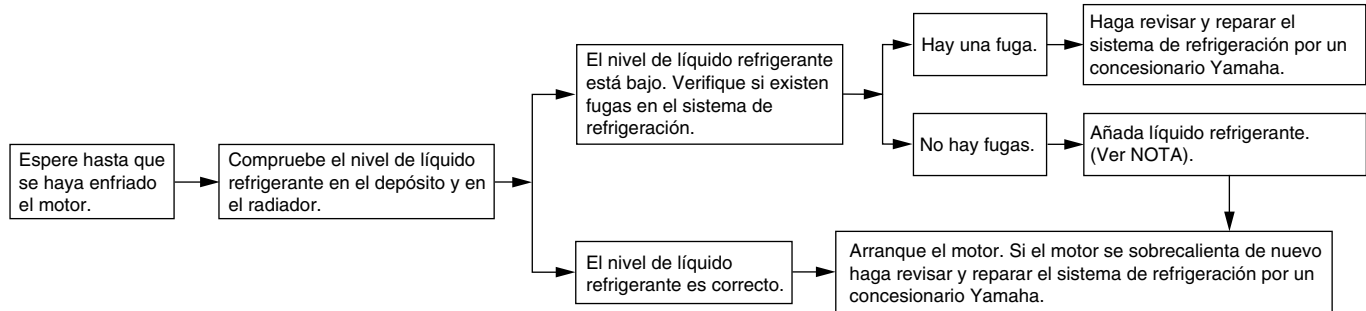 Espere hasta que
se haya enfriado
el motor.
Compruebe el nivel de líquido
refrigerante en el depósito y en
el radiador.
El nivel de líquido refrigerante
está bajo. Verifique si existen
fugas en el sistema de
refrigeración.
Hay una fuga.
Haga revisar y reparar el
sistema de refrigeración por un
concesionario Yamaha.
No hay fugas.
Añada líquido refrigerante.
(Ver NOTA).
El nivel de líquido
refrigerante es correcto.
Arranque el motor. Si el motor se sobrecalienta de nuevo
haga revisar y reparar el sistema de refrigeración por un
concesionario Yamaha.